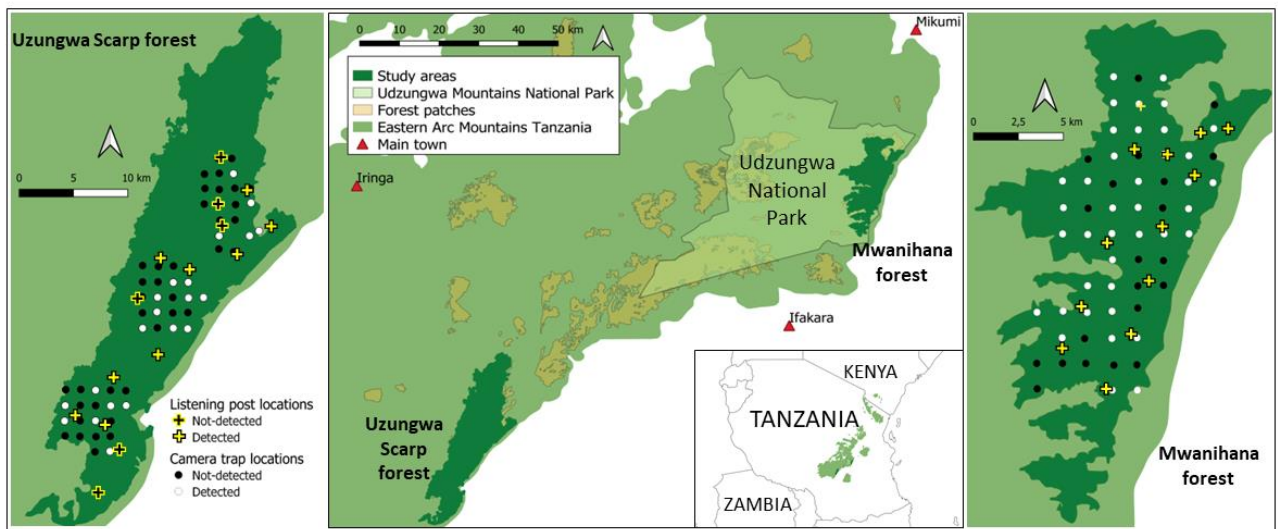 Uzungwa Scarp forest
0 5 10 km
Listening post locations
Not-detected
Detected
Camera trap locations
Not-detected
Detected
0 10 20 30 40 50 km
Mikumi
Study areas
Udzungwa Mountains National Park
Forest patches
Eastern Arc Mountains Tanzania
Main town
Iringa
Udzungwa
National
Park
Mwanihana
forest
Ifakara
Uzungwa
Scarp
forest
KENYA
TANZANIA
ZAMBIA
0 2,5 5 km
Mwanihana
forest